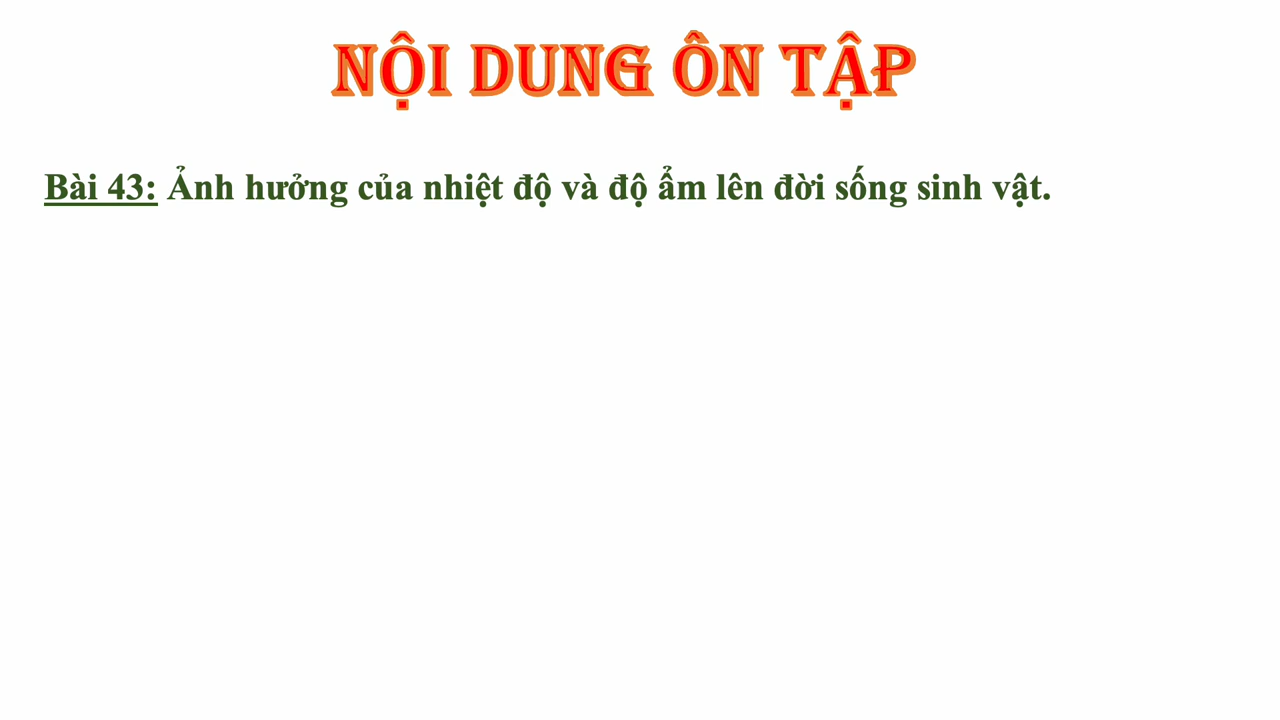 NỘI DUNG ÔN TẬP
Bài 43: Ảnh hưởng của nhiệt độ và độ ẩm lên đời sống sinh vật.